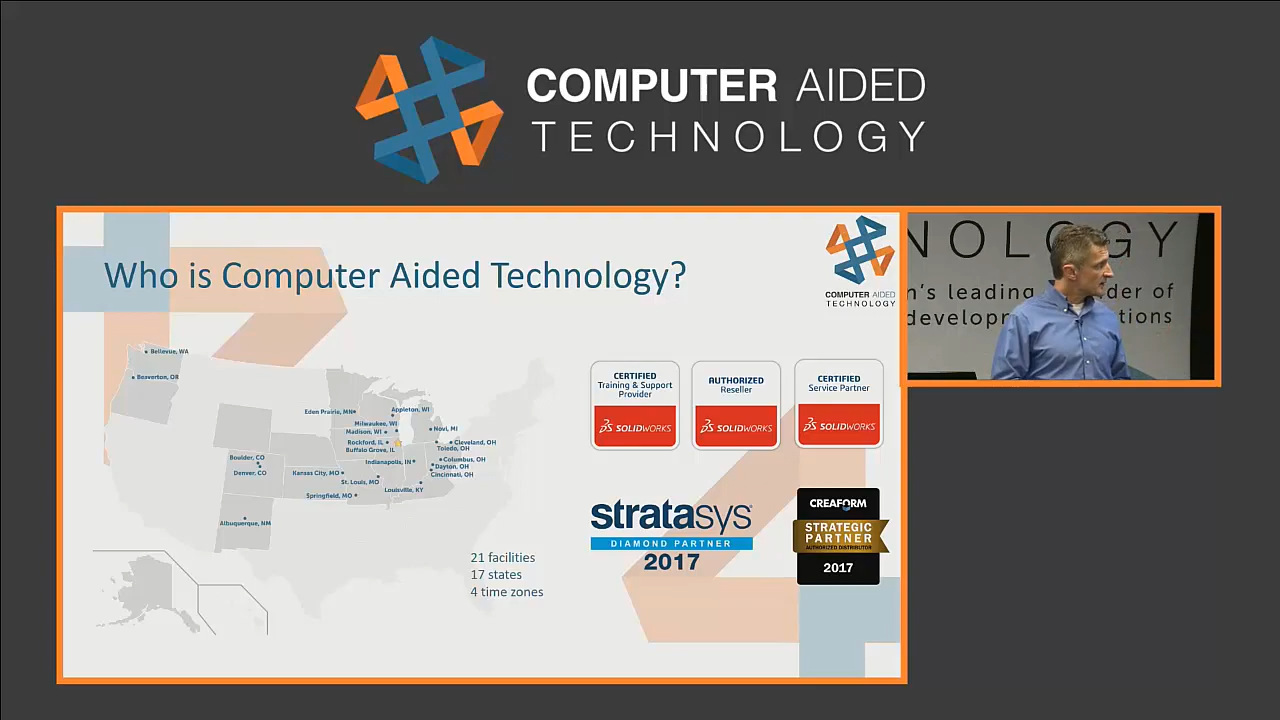 COMPUTER AIDED
TECHNOLOGY
Who is Computer Aided Technology?
COMPUTER AIDED
TECHNOLOGY
NOLOGY
n's leading
der of
develop
tions
Bellevue, WA
Beaverton, OR
Eden Prairie, MN
Appleton, WI
Milwaukee, WI
Madison, WI
Novi, MI
Rockford, IL
Cleveland, OH
Buffalo Grove, IL
Toledo, OH
Boulder, CO
Indianapolis, IN
Columbus, OH
Dayton, OH
Denver, CO
Kansas City, MO
Cincinnati, OH
St. Louis, MO
Louisville, KY
Springfield, MO
Albuquerque, NM
21 facilities
17 states
4 time zones
CERTIFIED
Training & Support
Provider
SOLIDWORKS
AUTHORIZED
Reseller
SOLIDWORKS
CERTIFIED
Service Partner
SOLIDWORKS
stratasys
DIAMOND PARTNER
2017
CREAFORM
STRATEGIC
PARTNER
AUTHORIZED DISTRIBUTOR
2017